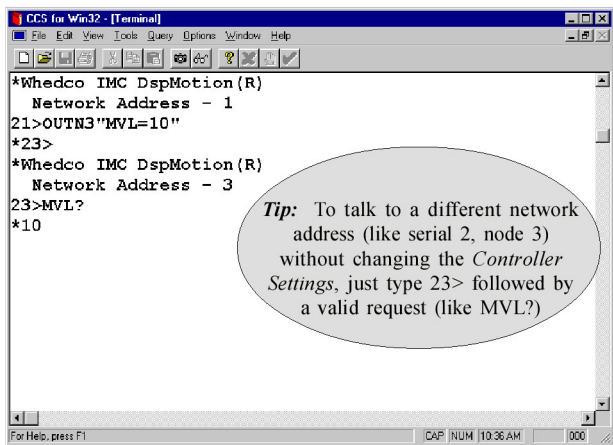 CCS for Win32 - [Terminal]
File Edit View Tools Query Options Window Help
*Whedco IMC DspMotion(R)
Network Address - 1
21>OUTN3"MVL=10"
*23>
*Whedco IMC DspMotion(R)
Network Address - 3
23>MVL?
*10
Tip: To talk to a different network
address (like serial 2, node 3)
without changing the Controller
Settings, just type 23> followed by
a valid request (like MVL?)
For Help, press F1 CAP NUM 10:36 AM 000